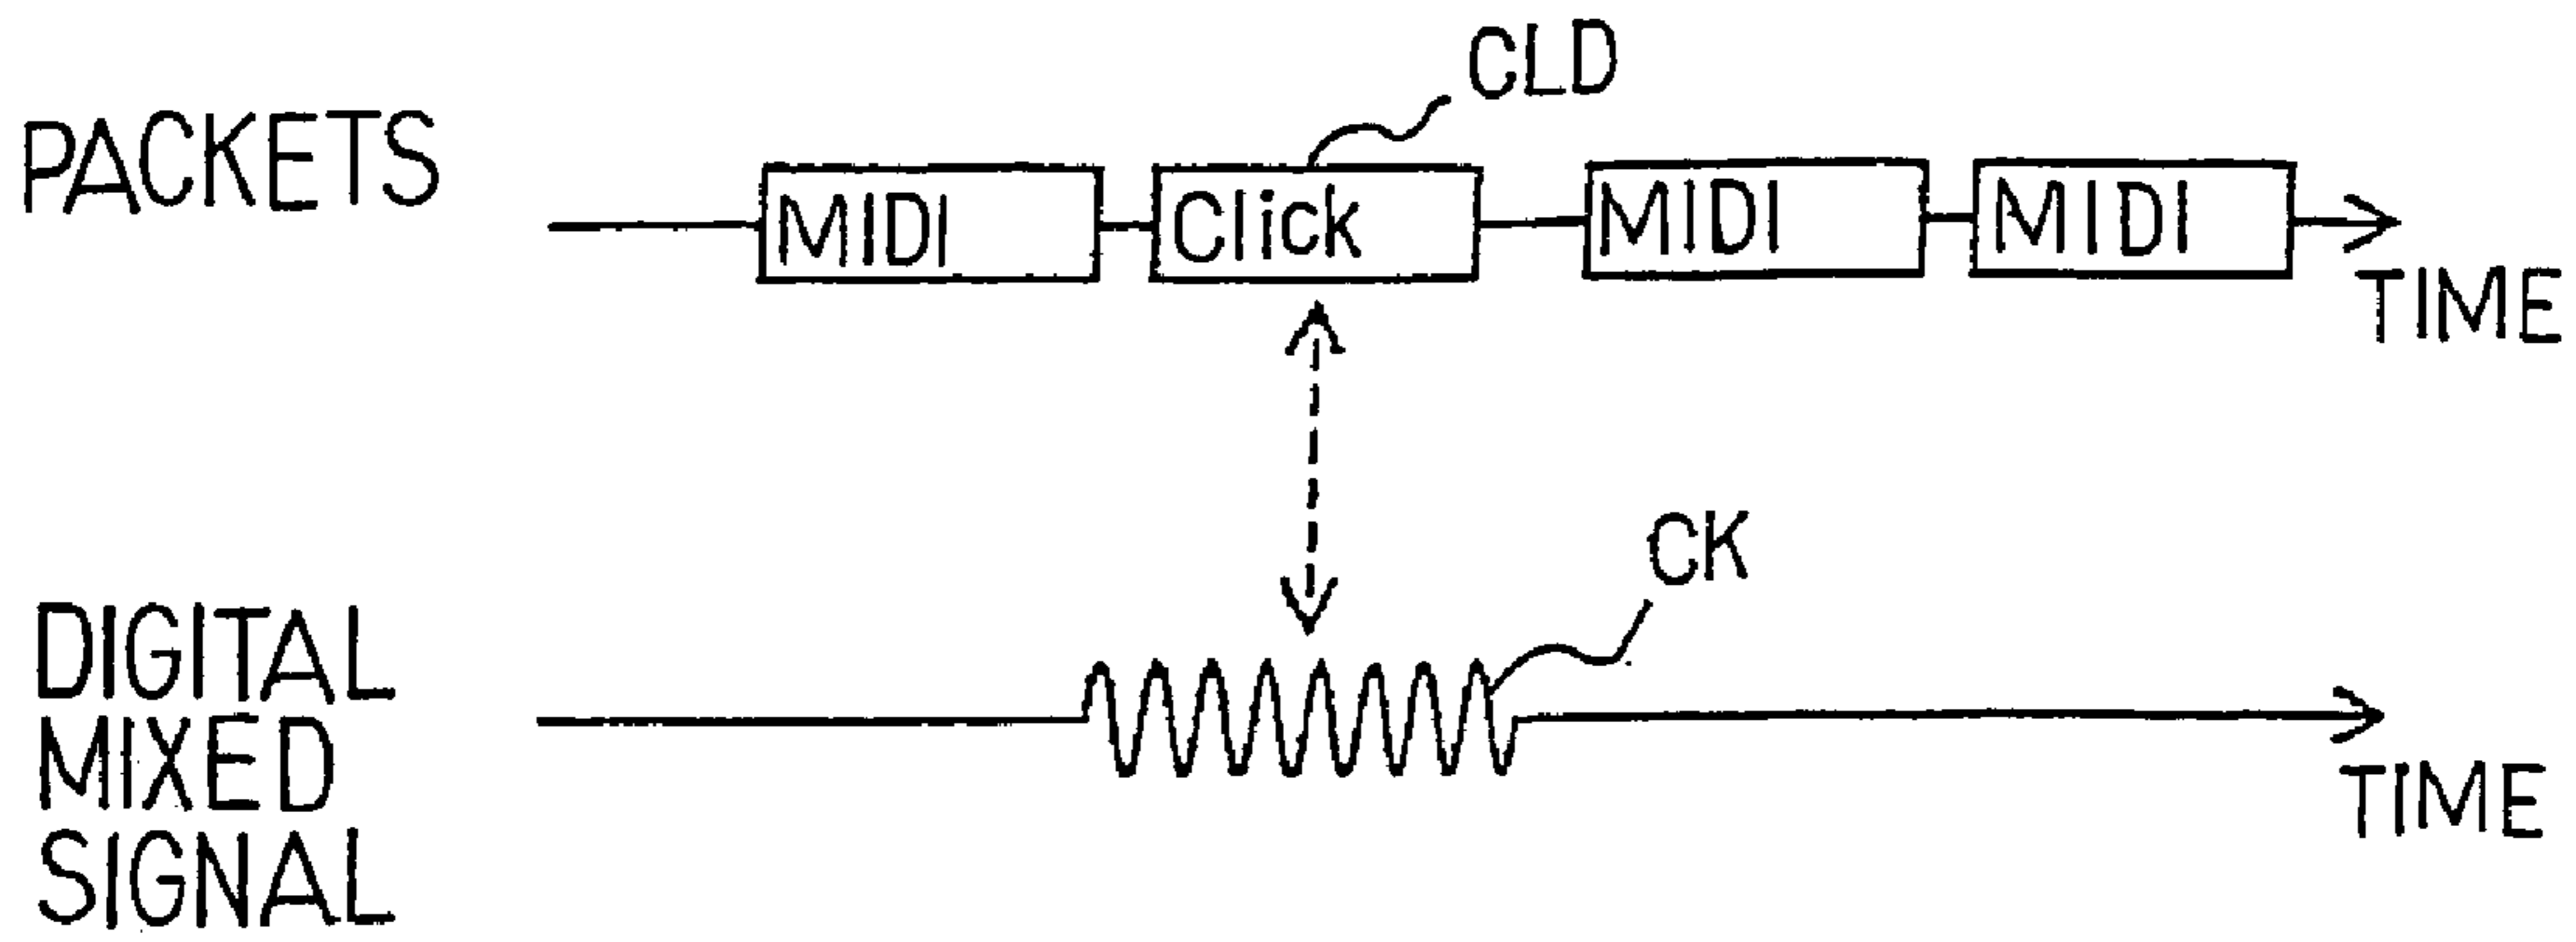 CLD
PACKETS
MIDI Click MIDI MIDI
TIME
CK
DIGITAL
MIXED
SIGNAL
TIME